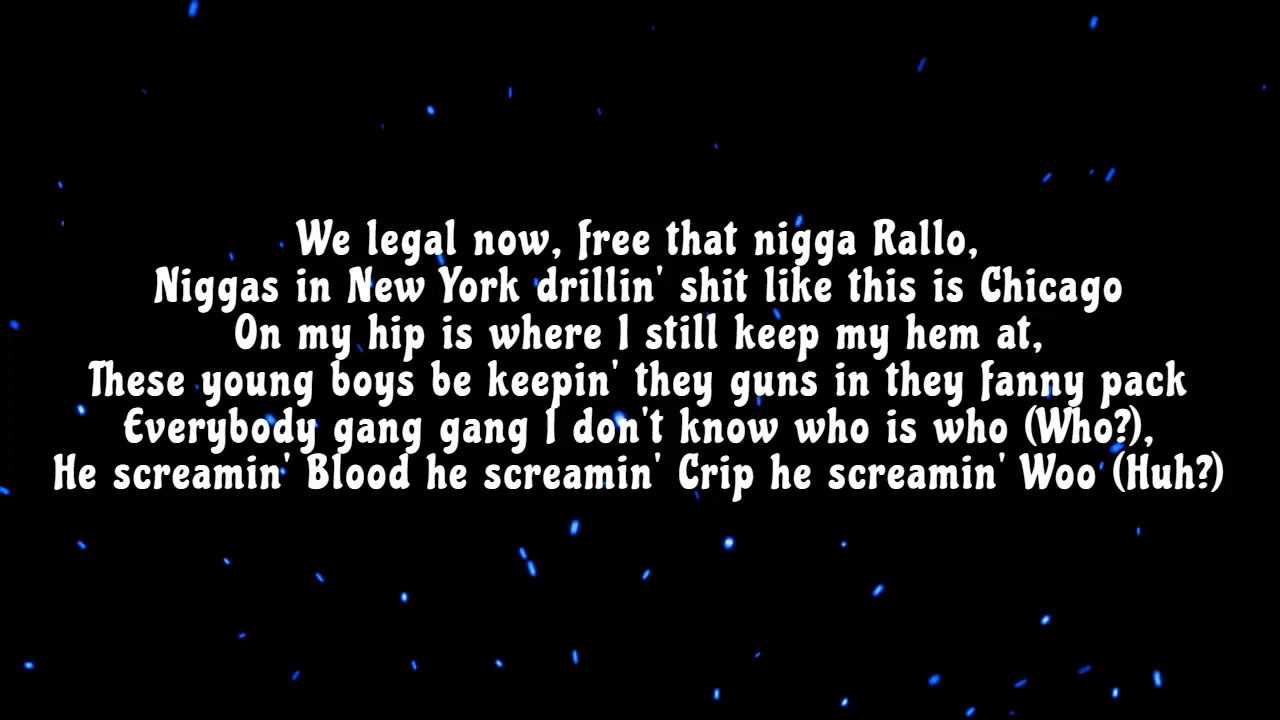 We legal now, free that nigga Rallo,
Niggas in New York drillin' shit like this is Chicago
On my hip is where I still keep my hem at,
These young boys be keepin' they guns in they fanny pack
Everybody gang gang I don't know who is who (Who?),
He screamin' Blood he screamin' Crip he screamin' Woo (Huh?)